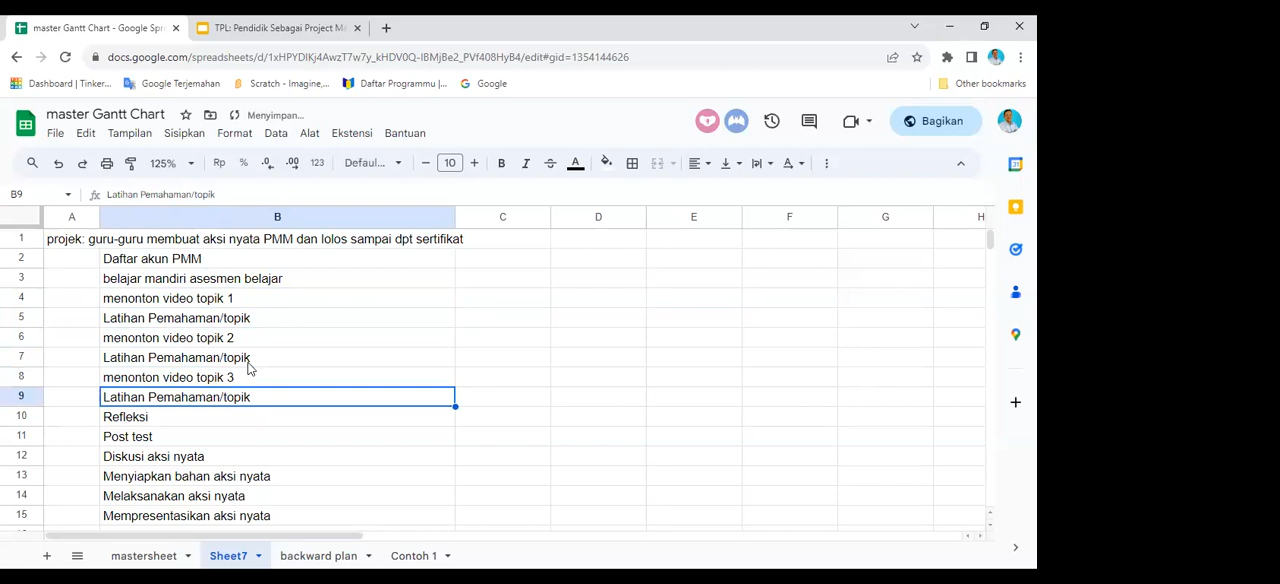 master Gantt Chart - Google Spr
TPL: Pendidik Sebagai Project Ma
docs.google.com/spreadsheets/d/1xHPYDIKj4AwzT7w7y_kHDV0Q-IBMjBe2_PVf408HyB4/edit#gid=1354144626
Dashboard | Tinker...
Google Terjemahan
Scratch - Imagine,...
Daftar Programmu |...
Google
Other bookmarks
master Gantt Chart
Menyimpan...
File Edit Tampilan Sisipkan Format Data Alat Ekstensi Bantuan
Bagikan
125% Rp % .0 .00 123 Defaul... − 10 + B I A
B9 fx Latihan Pemahaman/topik
A B C D E F G H
1 projek: guru-guru membuat aksi nyata PMM dan lolos sampai dpt sertifikat
2 Daftar akun PMM
3 belajar mandiri asesmen belajar
4 menonton video topik 1
5 Latihan Pemahaman/topik
6 menonton video topik 2
7 Latihan Pemahaman/topik
8 menonton video topik 3
9 Latihan Pemahaman/topik
10 Refleksi
11 Post test
12 Diskusi aksi nyata
13 Menyiapkan bahan aksi nyata
14 Melaksanakan aksi nyata
15 Mempresentasikan aksi nyata
mastersheet Sheet7 backward plan Contoh 1